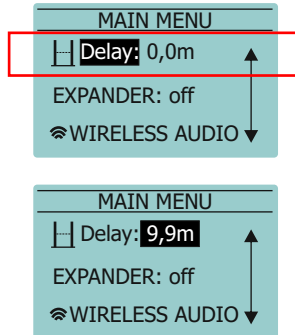 MAIN MENU
Delay: 0,0m
EXPANDER: off
WIRELESS AUDIO
MAIN MENU
Delay: 9,9m
EXPANDER: off
WIRELESS AUDIO